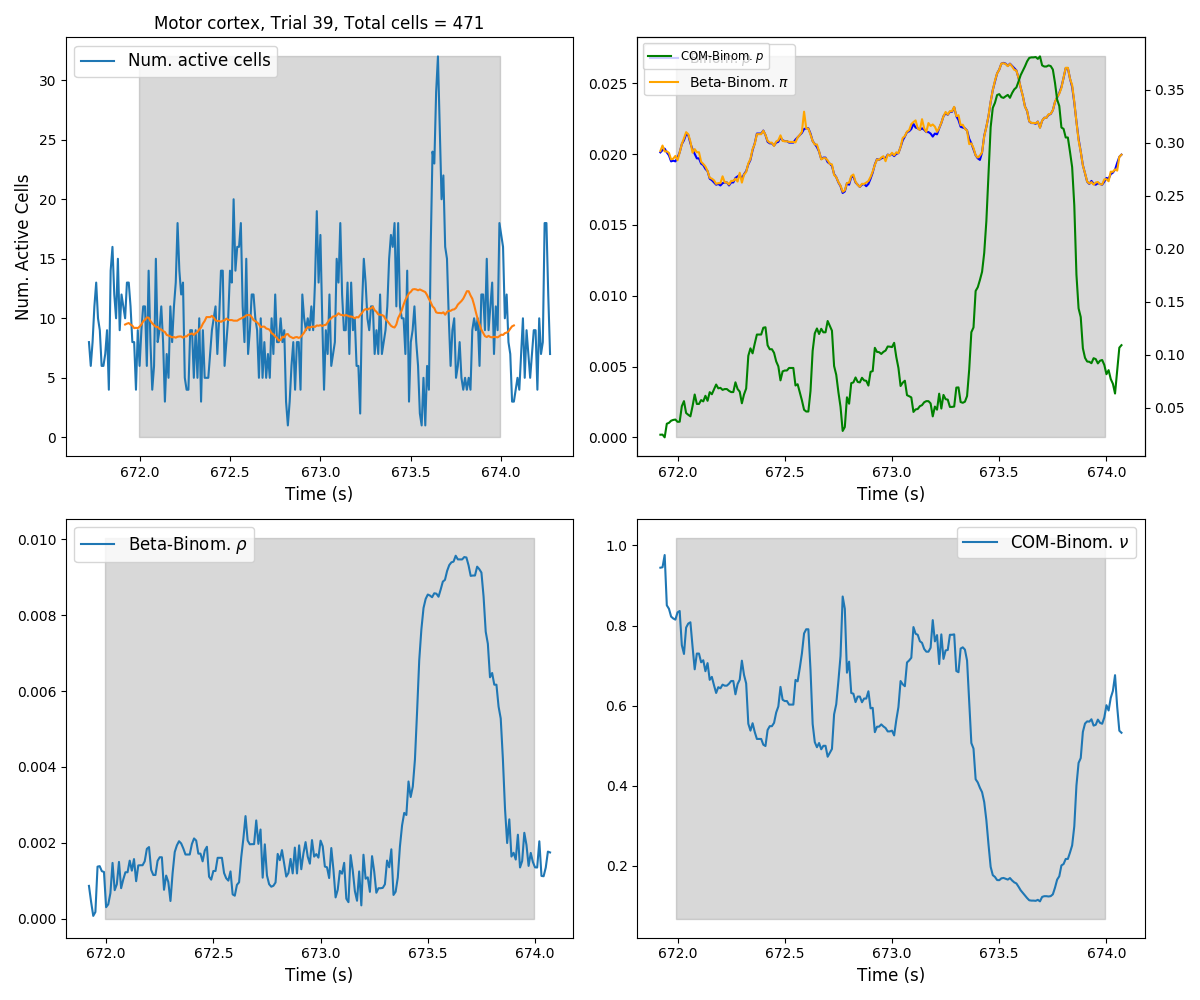 Motor cortex, Trial 39, Total cells = 471
Num. active cells
Num. Active Cells
30
25
20
15
10
5
0
672.0 672.5 673.0 673.5 674.0
Time (s)
COM-Binom. p
Beta-Binom. π
0.025
0.020
0.015
0.010
0.005
0.000
0.35
0.30
0.25
0.20
0.15
0.10
0.05
672.0 672.5 673.0 673.5 674.0
Time (s)
Beta-Binom. ρ
0.010
0.008
0.006
0.004
0.002
0.000
672.0 672.5 673.0 673.5 674.0
Time (s)
COM-Binom. ν
1.0
0.8
0.6
0.4
0.2
672.0 672.5 673.0 673.5 674.0
Time (s)